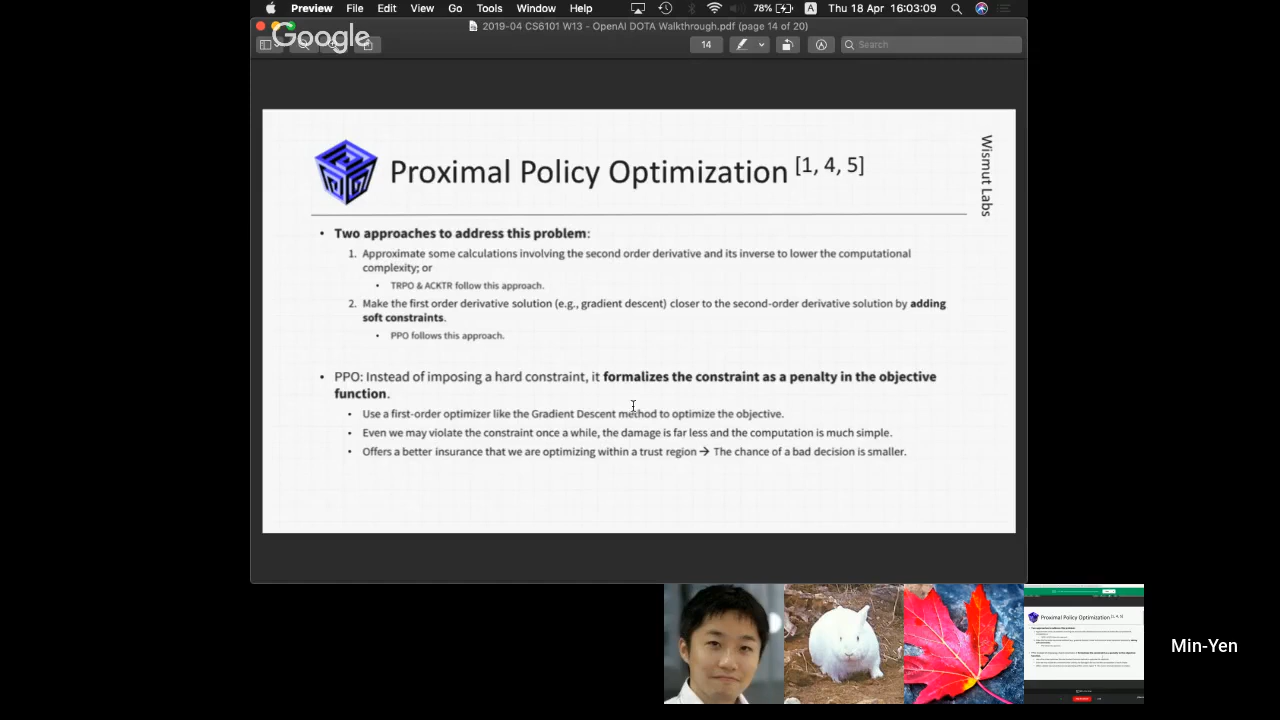 Preview File Edit View Go Tools Window Help 78% A Thu 18 Apr 16:03:09
2019-04 CS6101 W13 - OpenAI DOTA Walkthrough.pdf (page 14 of 20)
Google
14
Search
Proximal Policy Optimization [1, 4, 5]
Wismut Labs
• Two approaches to address this problem:
1. Approximate some calculations involving the second order derivative and its inverse to lower the computational
complexity; or
• TRPO & ACKTR follow this approach.
2. Make the first order derivative solution (e.g., gradient descent) closer to the second-order derivative solution by adding
soft constraints.
• PPO follows this approach.
• PPO: Instead of imposing a hard constraint, it formalizes the constraint as a penalty in the objective
function.
• Use a first-order optimizer like the Gradient Descent method to optimize the objective.
• Even we may violate the constraint once a while, the damage is far less and the computation is much simple.
• Offers a better insurance that we are optimizing within a trust region → The chance of a bad decision is smaller.
Proximal Policy Optimization [1, 4, 5]
Min-Yen